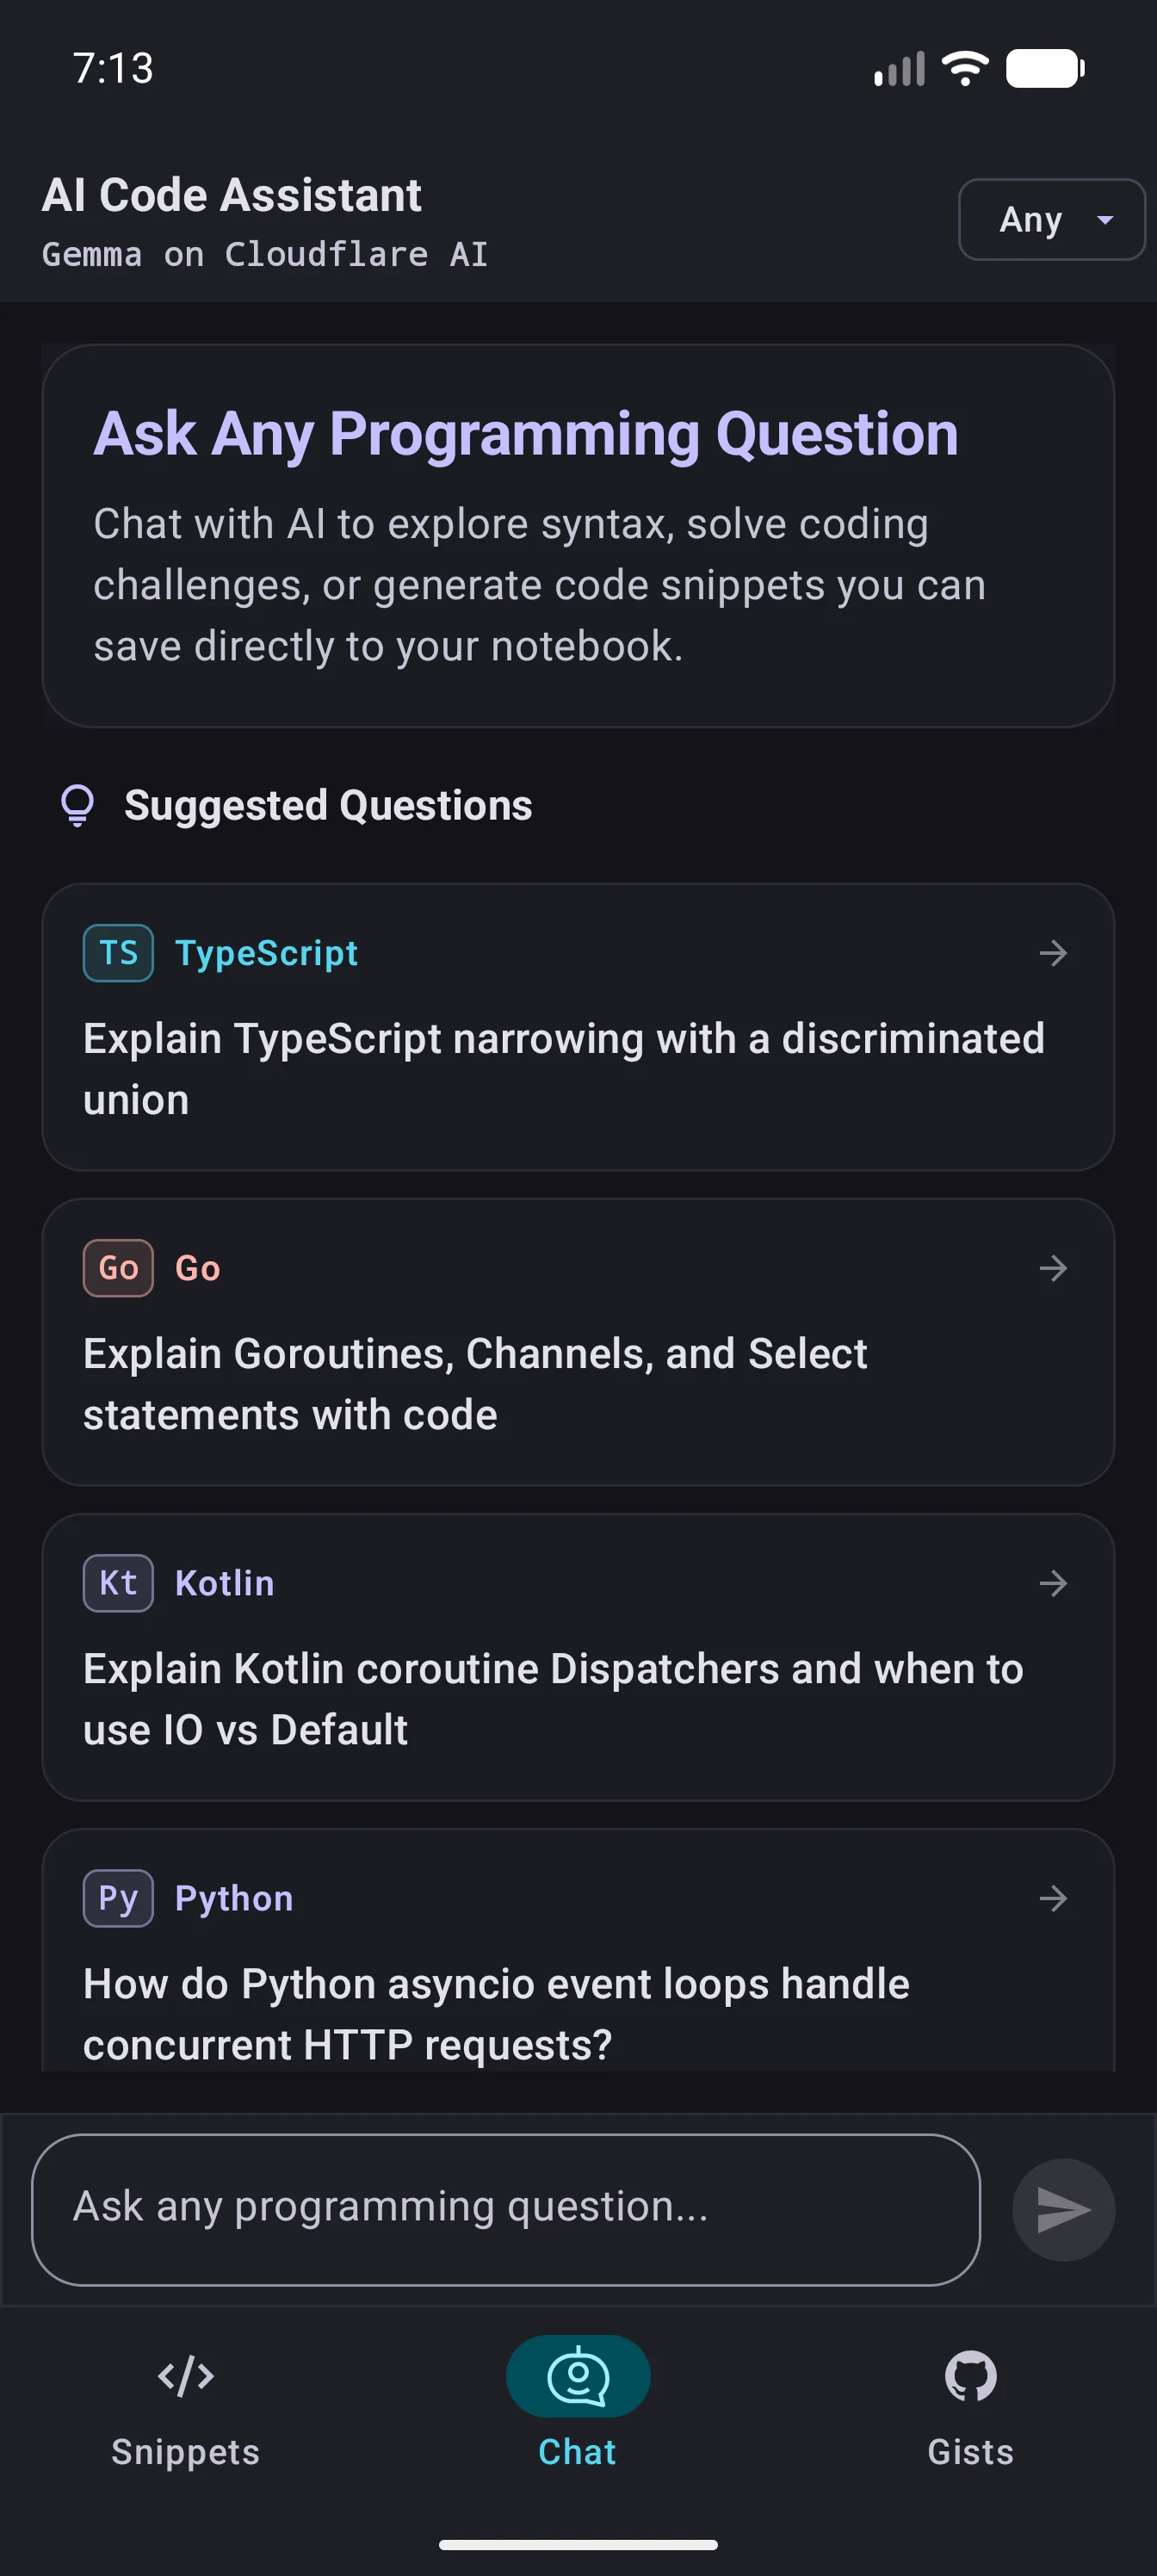 7:13
AI Code Assistant
Gemma on Cloudflare AI
Any
Ask Any Programming Question
Chat with AI to explore syntax, solve coding
challenges, or generate code snippets you can
save directly to your notebook.
Suggested Questions
TS TypeScript
Explain TypeScript narrowing with a discriminated
union
Go Go
Explain Goroutines, Channels, and Select
statements with code
Kt Kotlin
Explain Kotlin coroutine Dispatchers and when to
use IO vs Default
Py Python
How do Python asyncio event loops handle
concurrent HTTP requests?
Ask any programming question...
Snippets
Chat
Gists